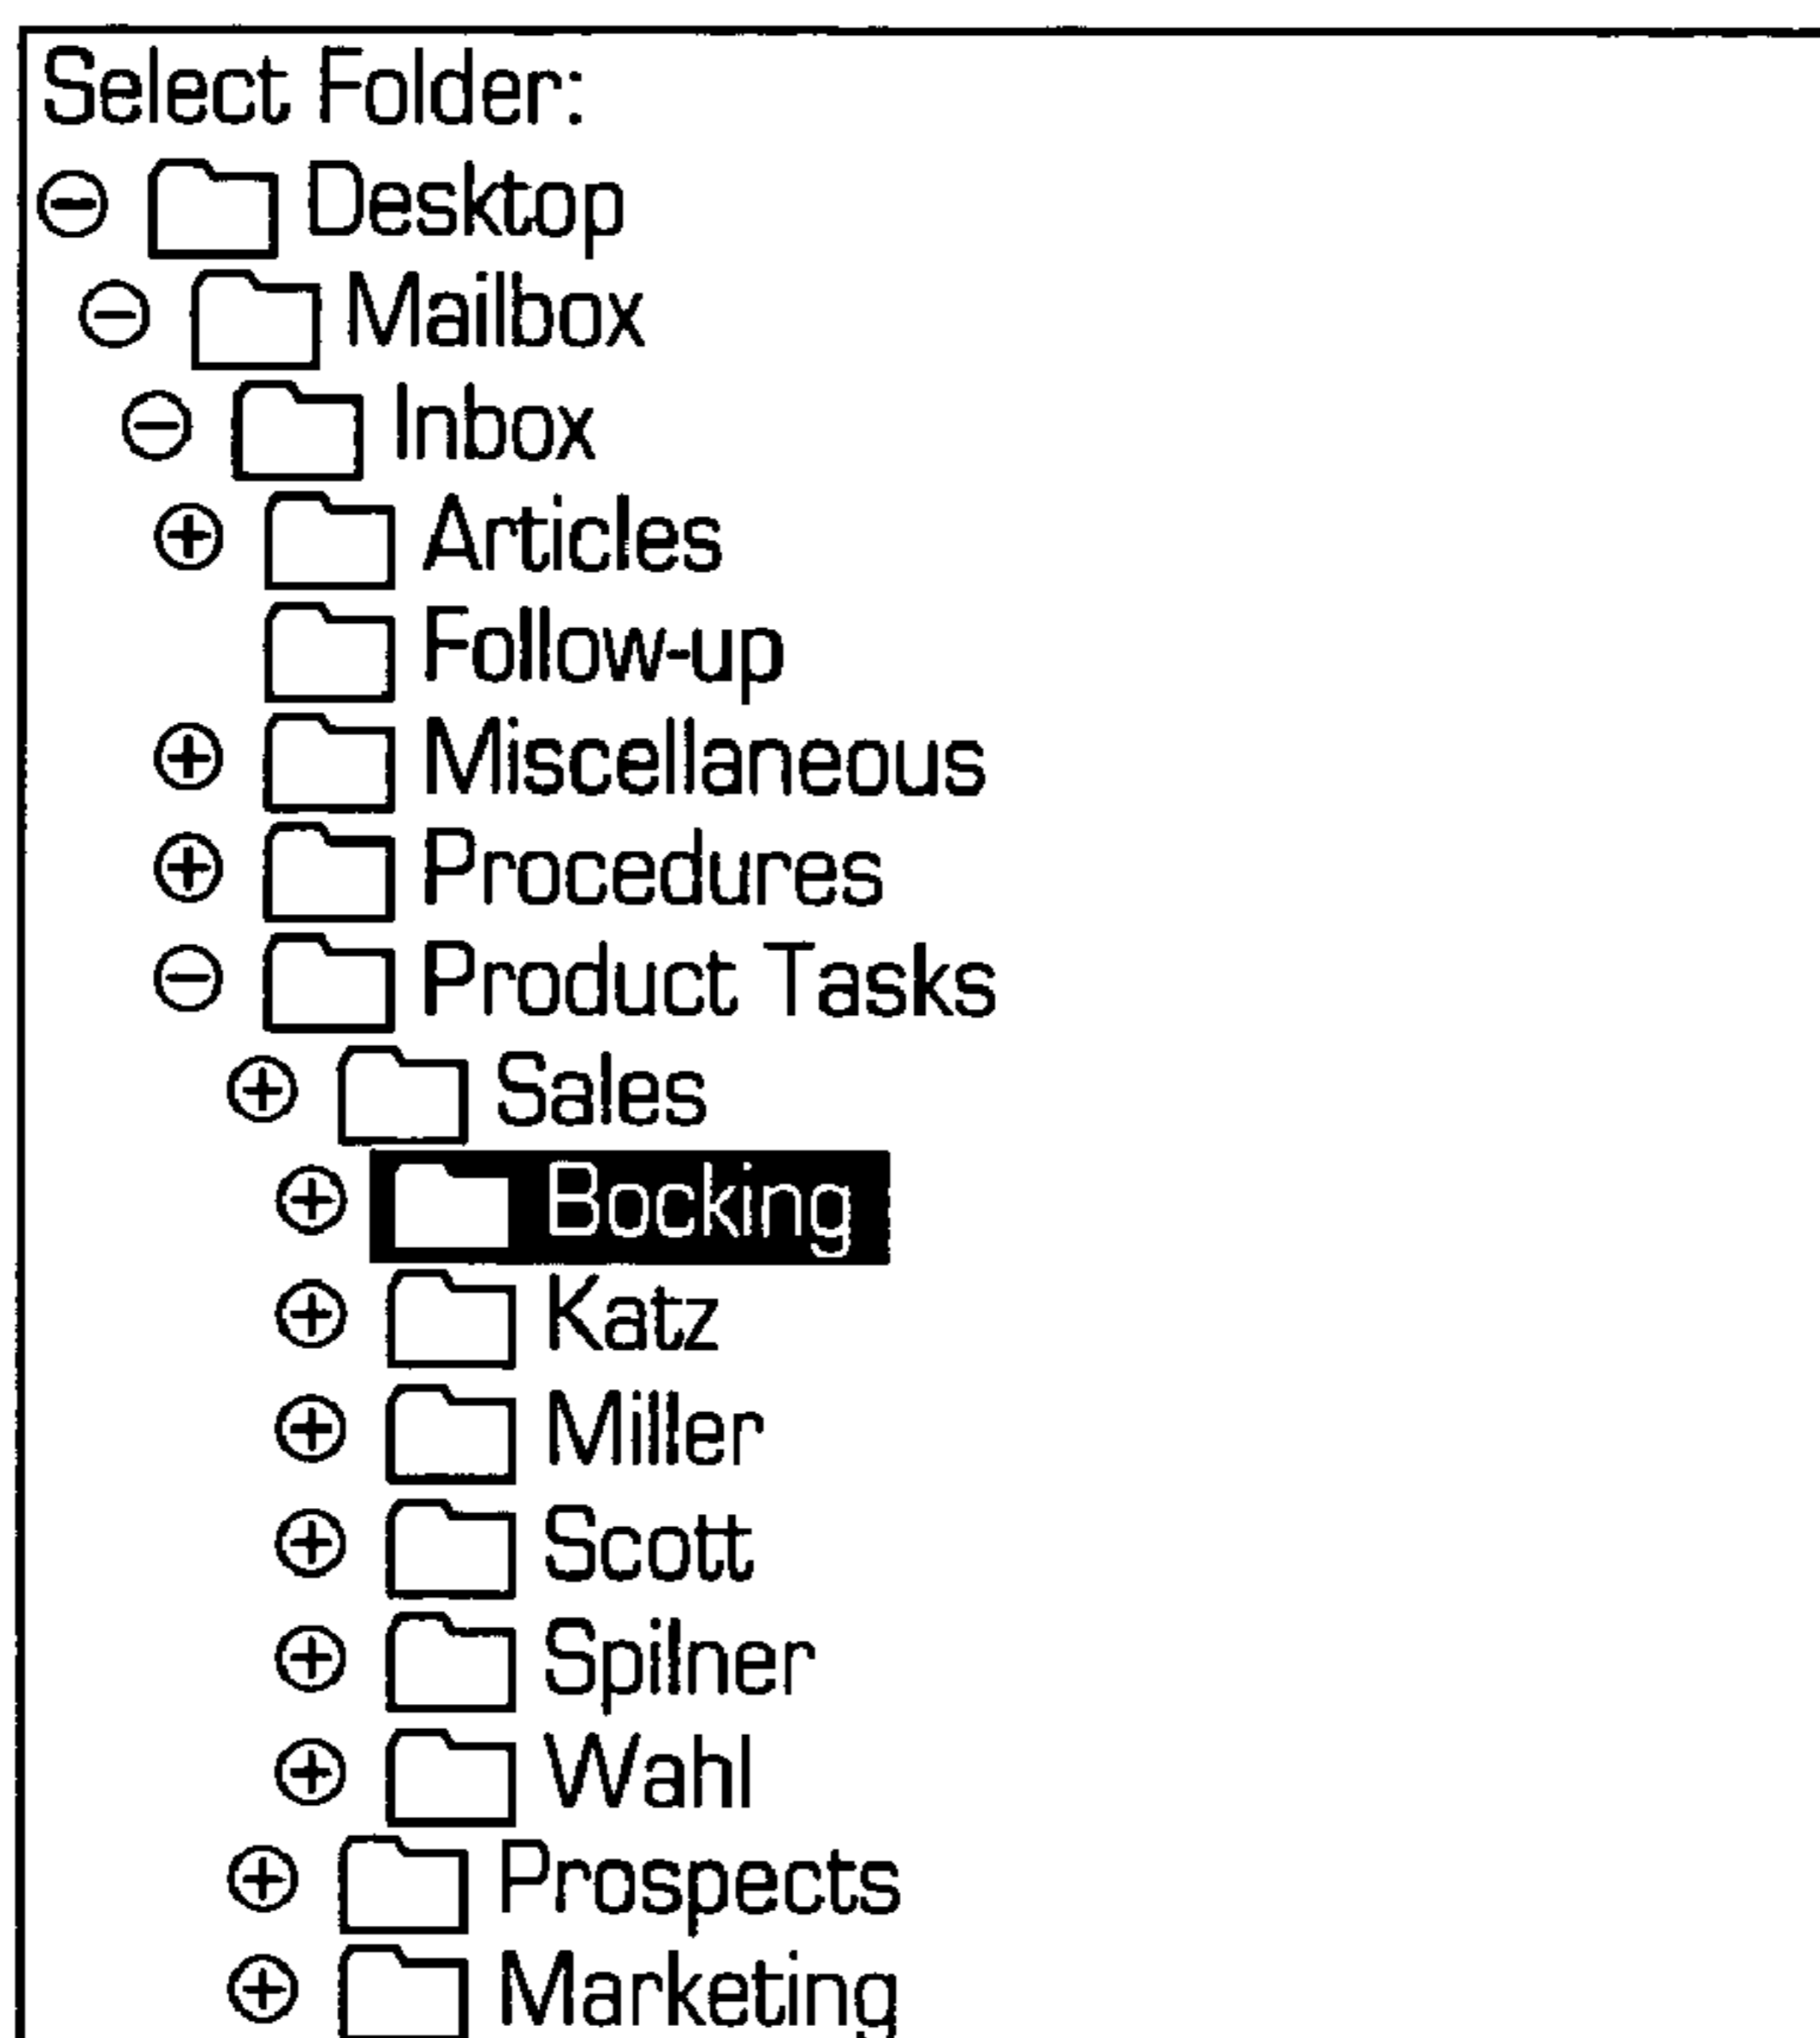 Select Folder:
Desktop
Mailbox
Inbox
Articles
Follow-up
Miscellaneous
Procedures
Product Tasks
Sales
Bocking
Katz
Miller
Scott
Spilner
Wahl
Prospects
Marketing